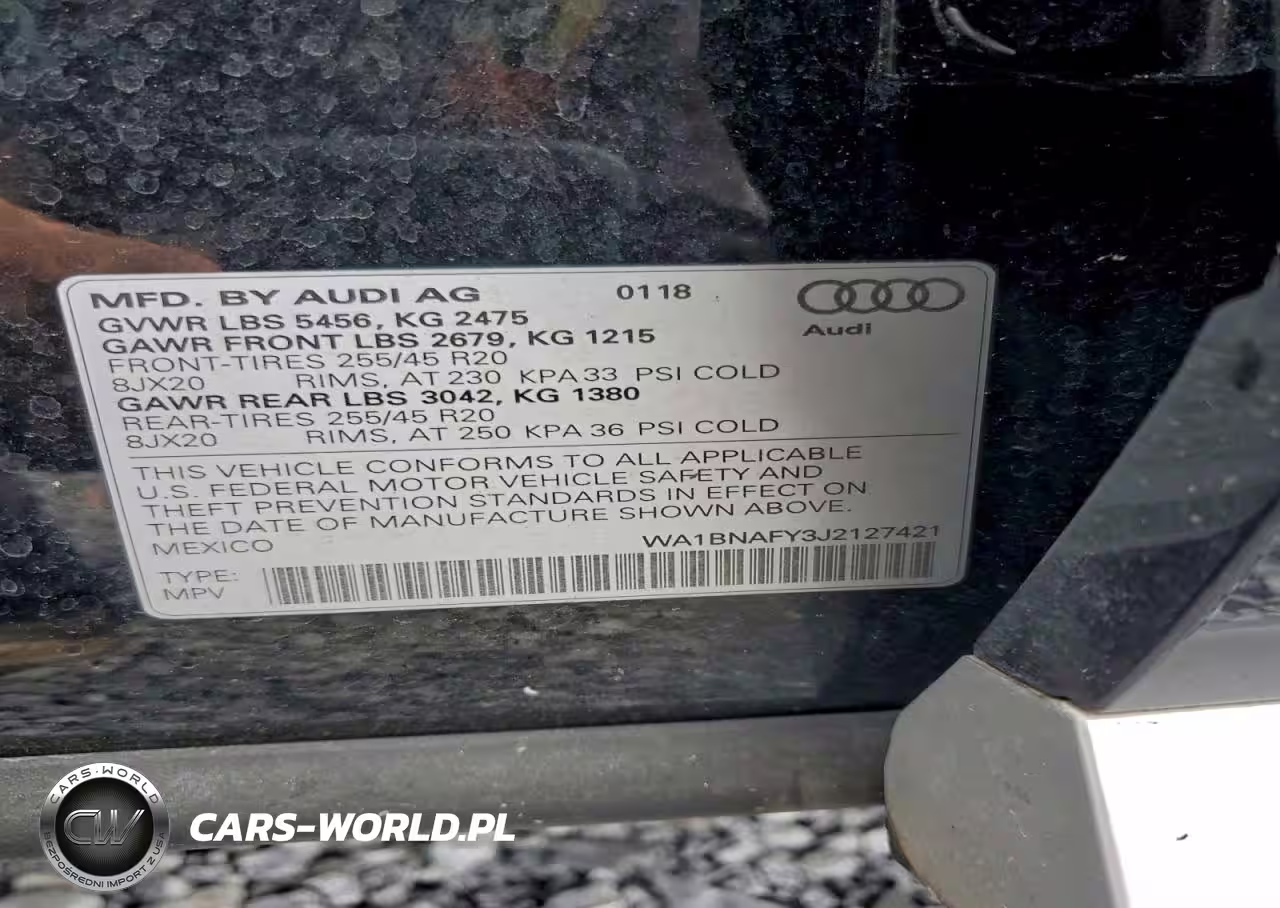 MFD. BY AUDI AG 0118
Audi
GVWR LBS 5456, KG 2475
GAWR FRONT LBS 2679, KG 1215
FRONT-TIRES 255/45 R20
8JX20 RIMS, AT 230 KPA 33 PSI COLD
GAWR REAR LBS 3042, KG 1380
REAR-TIRES 255/45 R20
8JX20 RIMS, AT 250 KPA 36 PSI COLD
THIS VEHICLE CONFORMS TO ALL APPLICABLE
U.S. FEDERAL MOTOR VEHICLE SAFETY AND
THEFT PREVENTION STANDARDS IN EFFECT ON
THE DATE OF MANUFACTURE SHOWN ABOVE.
MEXICO WA1BNAFY3J2127421
TYPE:
MPV
CARS-WORLD
CW
BEZPOŚREDNI IMPORT Z USA
CARS-WORLD.PL